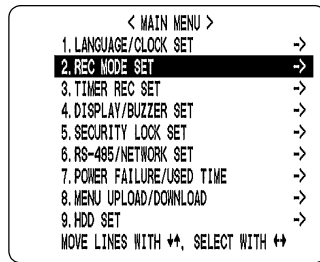 < MAIN MENU >
1.LANGUAGE/CLOCK SET ->
2.REC MODE SET ->
3.TIMER REC SET ->
4.DISPLAY/BUZZER SET ->
5.SECURITY LOCK SET ->
6.RS-485/NETWORK SET ->
7.POWER FAILURE/USED TIME ->
8.MENU UPLOAD/DOWNLOAD ->
9.HDD SET ->
MOVE LINES WITH ↓↑, SELECT WITH ↔